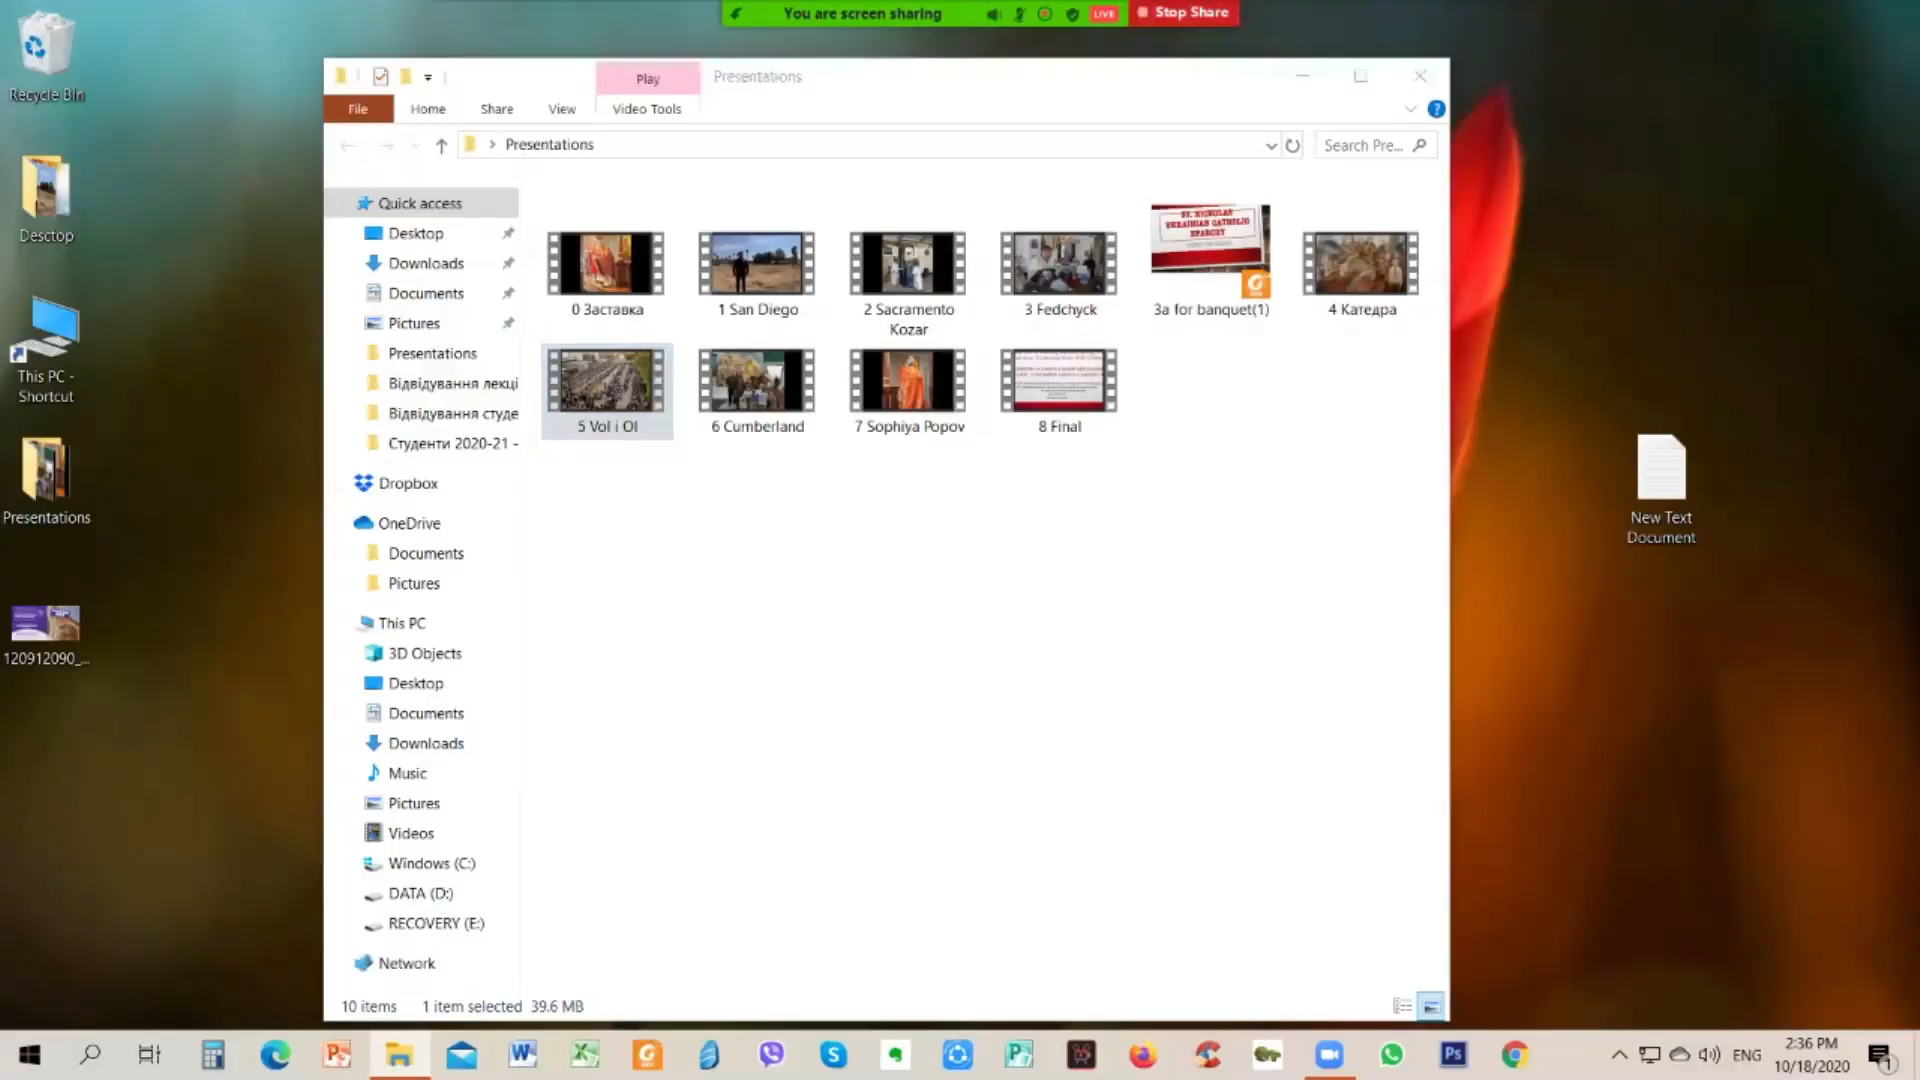 You are screen sharing
LIVE
Stop Share
Recycle Bin
Desctop
This PC -
Shortcut
Presentations
120912090_...
New Text
Document
Play
Presentations
File
Home
Share
View
Video Tools
Presentations
Search Pre...
Quick access
Desktop
Downloads
Documents
Pictures
Presentations
Відвідування лекці
Відвідування студе
Студенти 2020-21 -
Dropbox
OneDrive
Documents
Pictures
This PC
3D Objects
Desktop
Documents
Downloads
Music
Pictures
Videos
Windows (C:)
DATA (D:)
RECOVERY (E:)
Network
ST. NICHOLAS
UKRAINIAN CATHOLIC
EPARCHY
0 Заставка
1 San Diego
2 Sacramento
Kozar
3 Fedchyck
3a for banquet(1)
4 Катедра
5 Vol i Ol
6 Cumberland
7 Sophiya Popov
8 Final
10 items
1 item selected
39.6 MB
ENG
2:36 PM
10/18/2020